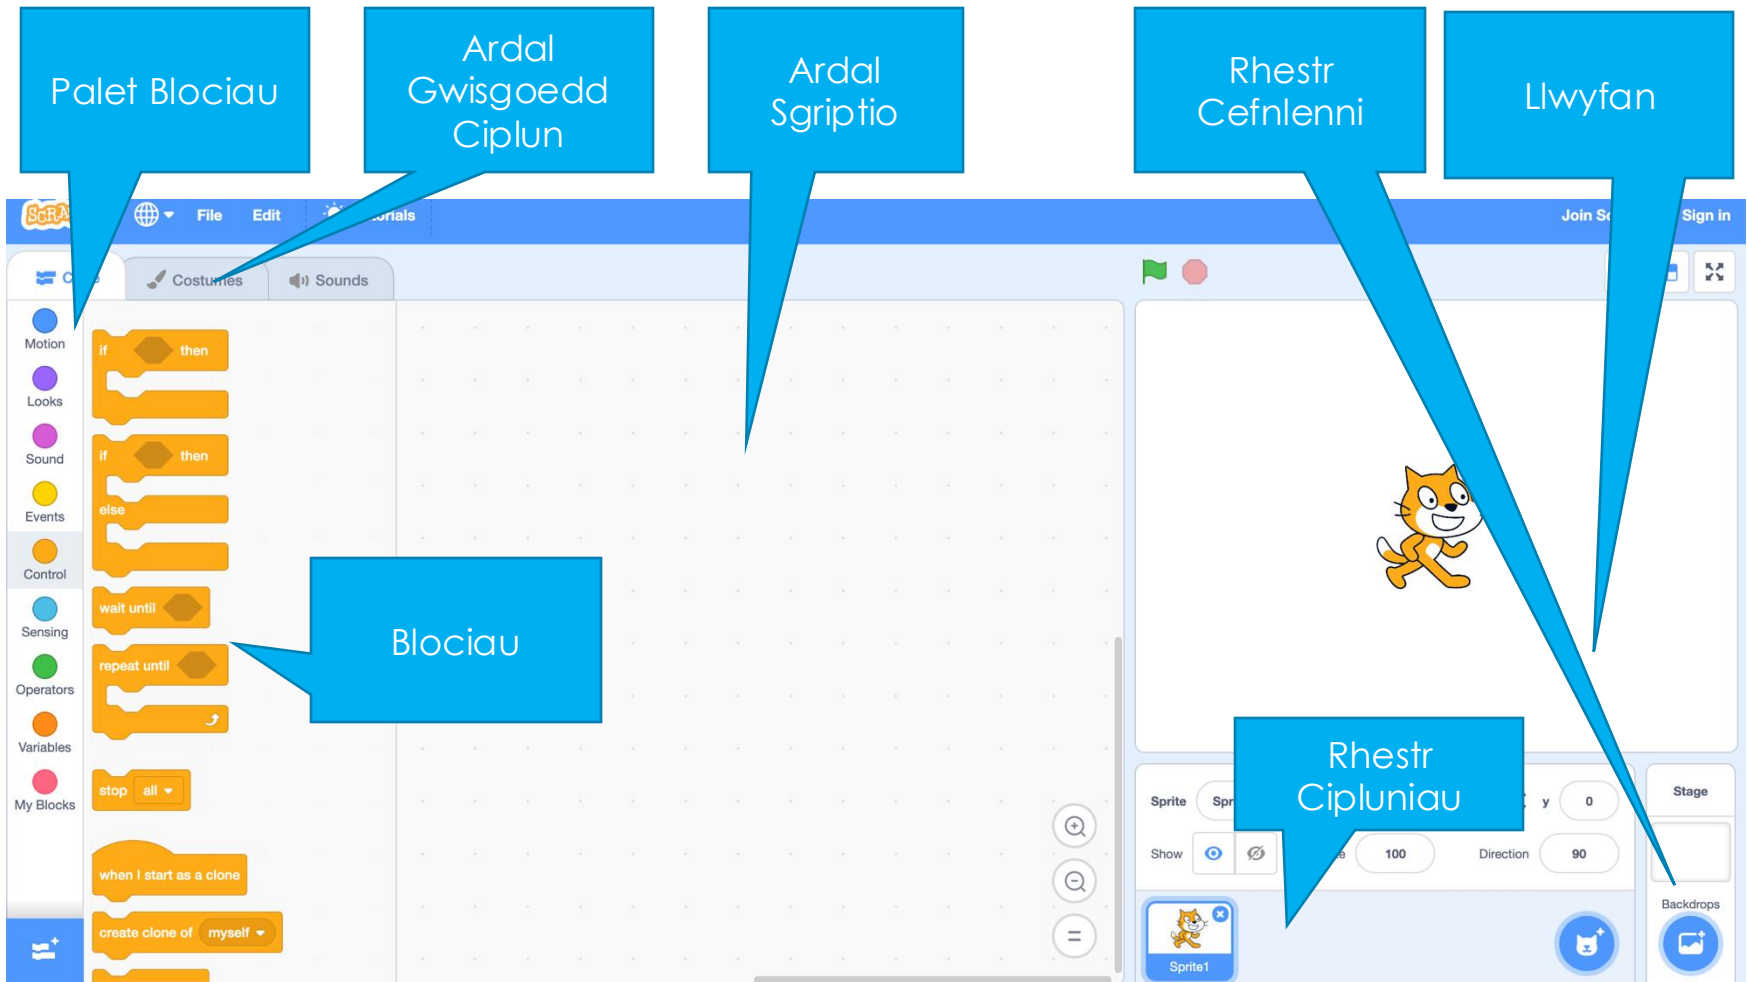 Palet Blociau
Ardal
Gwisgoedd
Ciplun
Ardal
Sgriptio
Rhestr
Cefnlenni
Llwyfan
File Edit
Join Sign in
Costumes Sounds
Motion
Looks
Sound
Events
Control
Sensing
Operators
Variables
My Blocks
if then
if then
else
wait until
repeat until
stop all
when I start as a clone
create clone of myself
Blociau
Rhestr
Cipluniau
Sprite y 0
Show 100 Direction 90
Sprite1
Stage
Backdrops